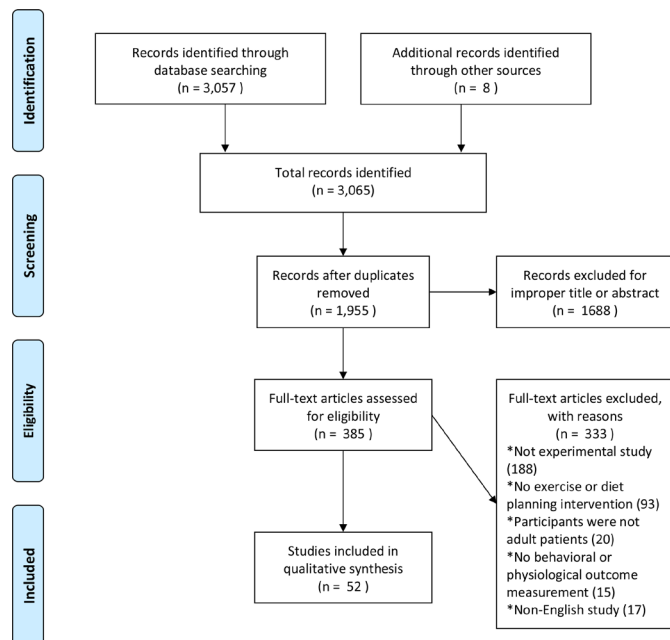 Identification
Records identified through
database searching
(n = 3,057 )
Additional records identified
through other sources
(n = 8 )
Total records identified
(n = 3,065)
Screening
Records after duplicates
removed
(n = 1,955 )
Records excluded for
improper title or abstract
(n = 1688)
Eligibility
Full-text articles assessed
for eligibility
(n = 385 )
Full-text articles excluded,
with reasons
(n = 333 )
*Not experimental study
(188)
*No exercise or diet
planning intervention (93)
*Participants were not
adult patients (20)
*No behavioral or
physiological outcome
measurement (15)
*Non-English study (17)
Included
Studies included in
qualitative synthesis
(n = 52 )